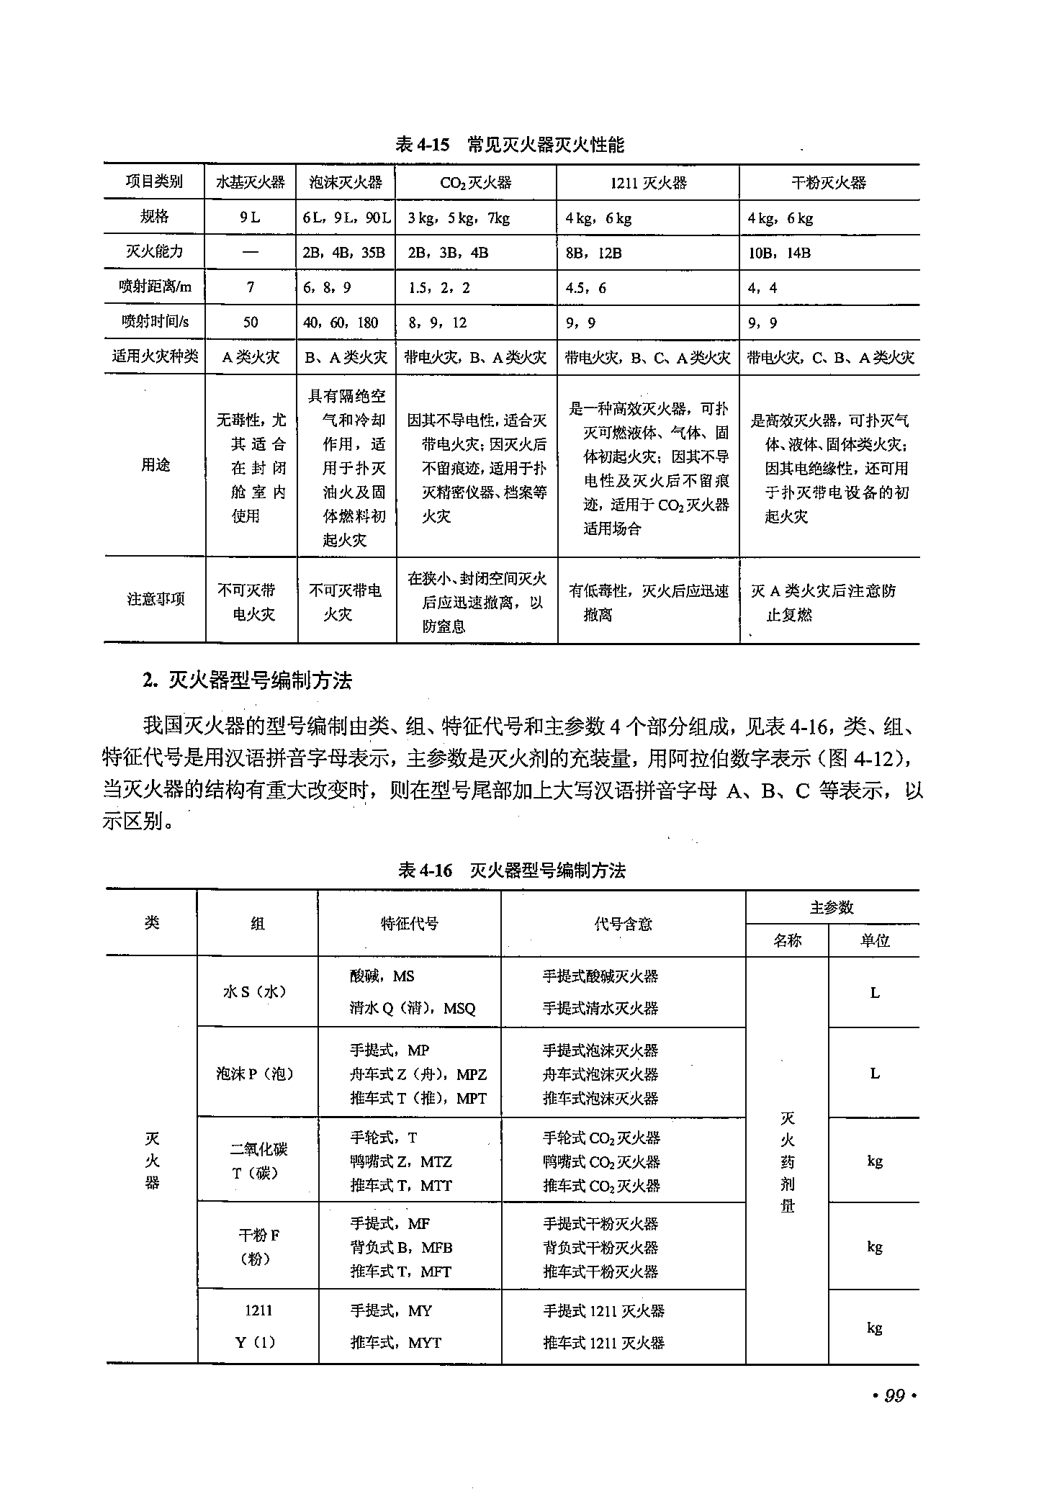 表 4-15 常见灭火器灭火性能
项目类别 水基灭火器 泡沫灭火器 CO₂灭火器 1211 灭火器 干粉灭火器
规格 9 L 6 L，9 L，90 L 3 kg，5 kg，7kg 4 kg，6 kg 4 kg，6 kg
灭火能力 — 2B，4B，35B 2B，3B，4B 8B，12B 10B，14B
喷射距离/m 7 6，8，9 1.5，2，2 4.5，6 4，4
喷射时间/s 50 40，60，180 8，9，12 9，9 9，9
适用火灾种类 A 类火灾 B、A 类火灾 带电火灾，B、A 类火灾 带电火灾，B、C、A 类火灾 带电火灾，C、B、A 类火灾
用途
无毒性，尤
其适合
在封闭
舱室内
使用
具有隔绝空
气和冷却
作用，适
用于扑灭
油火及固
体燃料初
起火灾
因其不导电性，适合灭
带电火灾；因灭火后
不留痕迹，适用于扑
灭精密仪器、档案等
火灾
是一种高效灭火器，可扑
灭可燃液体、气体、固
体初起火灾；因其不导
电性及灭火后不留痕
迹，适用于 CO₂灭火器
适用场合
是高效灭火器，可扑灭气
体、液体、固体类火灾；
因其电绝缘性，还可用
于扑灭带电设备的初
起火灾
注意事项
不可灭带
电火灾
不可灭带电
火灾
在狭小、封闭空间灭火
后应迅速撤离，以
防窒息
有低毒性，灭火后应迅速
撤离
灭 A 类火灾后注意防
止复燃
2. 灭火器型号编制方法
我国灭火器的型号编制由类、组、特征代号和主参数 4 个部分组成，见表 4-16，类、组、
特征代号是用汉语拼音字母表示，主参数是灭火剂的充装量，用阿拉伯数字表示（图 4-12），
当灭火器的结构有重大改变时，则在型号尾部加上大写汉语拼音字母 A、B、C 等表示，以
示区别。
表 4-16 灭火器型号编制方法
类 组 特征代号 代号含意 主参数
名称 单位
灭
火
器
水 S（水）
酸碱，MS
清水 Q（清），MSQ
手提式酸碱灭火器
手提式清水灭火器
灭
火
药
剂
量
L
泡沫 P（泡）
手提式，MP
舟车式 Z（舟），MPZ
推车式 T（推），MPT
手提式泡沫灭火器
舟车式泡沫灭火器
推车式泡沫灭火器
L
二氧化碳
T（碳）
手轮式，T
鸭嘴式 Z，MTZ
推车式 T，MTT
手轮式 CO₂灭火器
鸭嘴式 CO₂灭火器
推车式 CO₂灭火器
kg
干粉 F
（粉）
手提式，MF
背负式 B，MFB
推车式 T，MFT
手提式干粉灭火器
背负式干粉灭火器
推车式干粉灭火器
kg
1211
Y（1）
手提式，MY
推车式，MYT
手提式 1211 灭火器
推车式 1211 灭火器
kg
· 99 ·